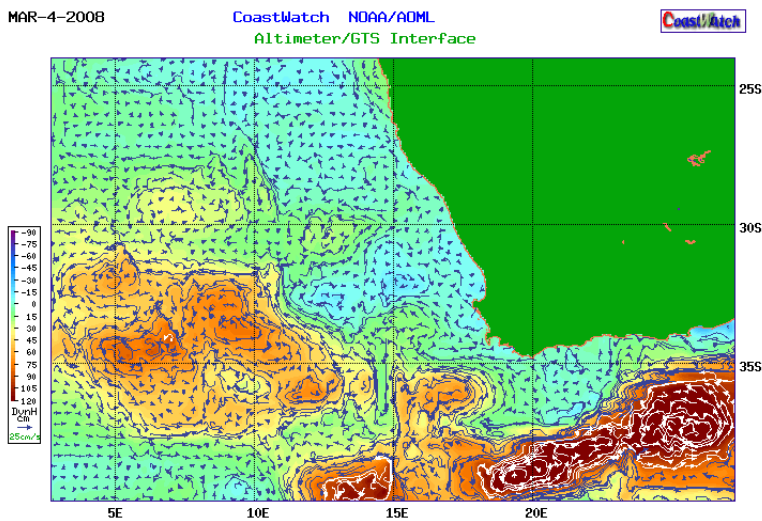 MAR-4-2008
CoastWatch NOAA/AOML
CoastWatch
Altimeter/GTS Interface
25S
30S
35S
-90
-75
-60
-45
-30
-15
0
15
30
45
60
75
90
105
120
DynH
cm
25cm/s
5E
10E
15E
20E